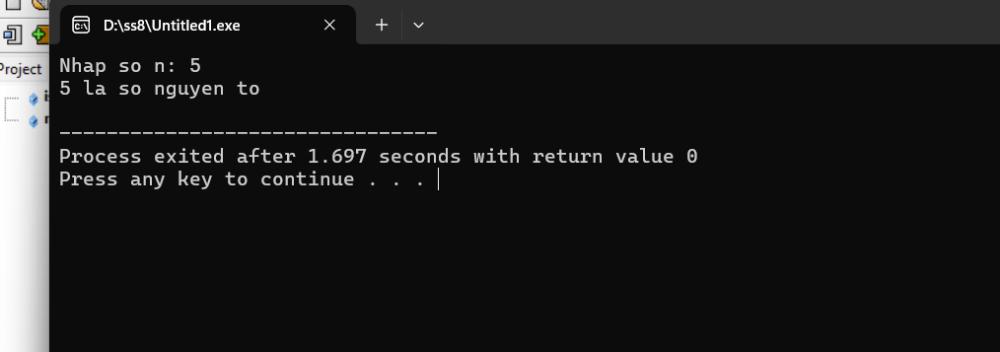 D:\ss8\Untitled1.exe
Project
Nhap so n: 5
5 la so nguyen to
--------------------------------
Process exited after 1.697 seconds with return value 0
Press any key to continue . . .